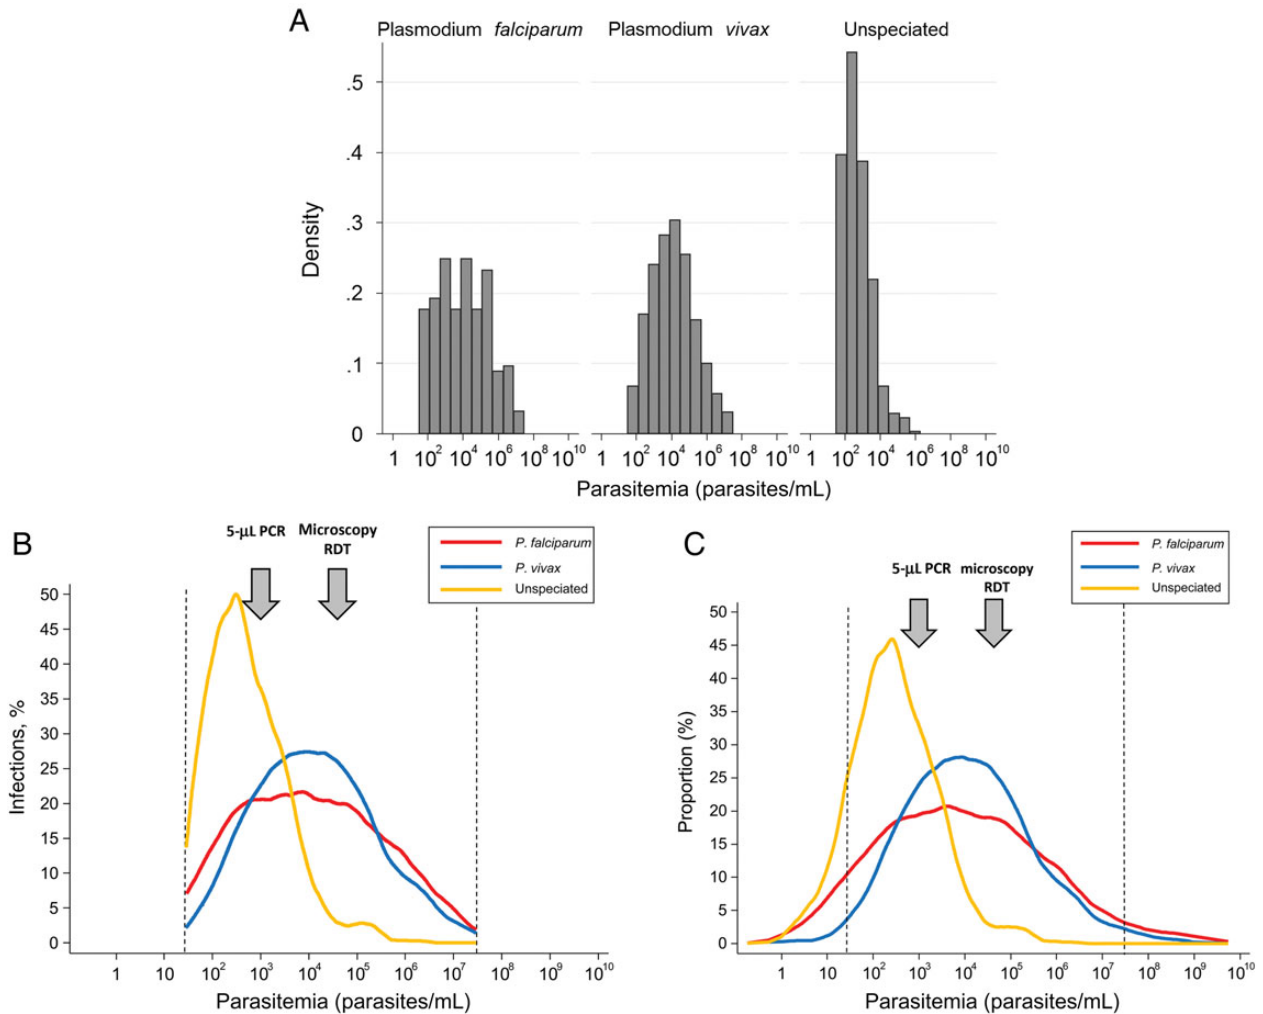 A
Plasmodium falciparum
Plasmodium vivax
Unspeciated
Density
.5
.4
.3
.2
.1
0
1 10² 10⁴ 10⁶ 10⁸ 10¹⁰
1 10² 10⁴ 10⁶ 10⁸ 10¹⁰
1 10² 10⁴ 10⁶ 10⁸ 10¹⁰
Parasitemia (parasites/mL)
B
5-µL PCR
Microscopy
RDT
P. falciparum
P. vivax
Unspeciated
Infections, %
50
45
40
35
30
25
20
15
10
5
0
1 10 10² 10³ 10⁴ 10⁵ 10⁶ 10⁷ 10⁸ 10⁹ 10¹⁰
Parasitemia (parasites/mL)
C
5-µL PCR
microscopy
RDT
P. falciparum
P. vivax
Unspeciated
Proportion (%)
50
45
40
35
30
25
20
15
10
5
0
1 10 10² 10³ 10⁴ 10⁵ 10⁶ 10⁷ 10⁸ 10⁹ 10¹⁰
Parasitemia (parasites/mL)